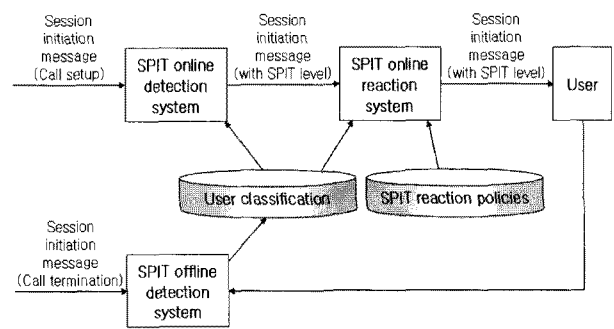 Session
initiation
message
(Call setup)
SPIT online
detection
system
Session
initiation
message
(with SPIT level)
SPIT online
reaction
system
Session
initiation
message
(with SPIT level)
User
User classification
SPIT reaction policies
Session
initiation
message
(Call termination)
SPIT offline
detection
system